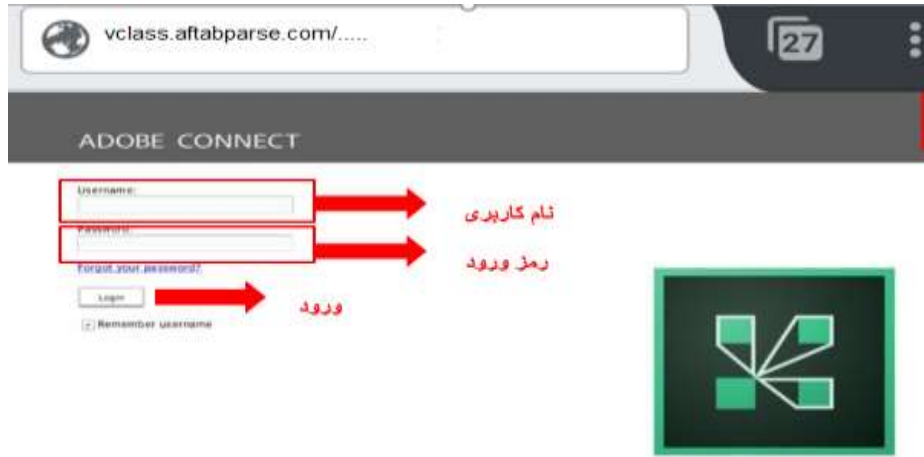 vclass.aftabparse.com/.....
27
ADOBE CONNECT
Username:
نام کاربری
Password:
رمز ورود
Forgot your password?
Login
ورود
Remember username